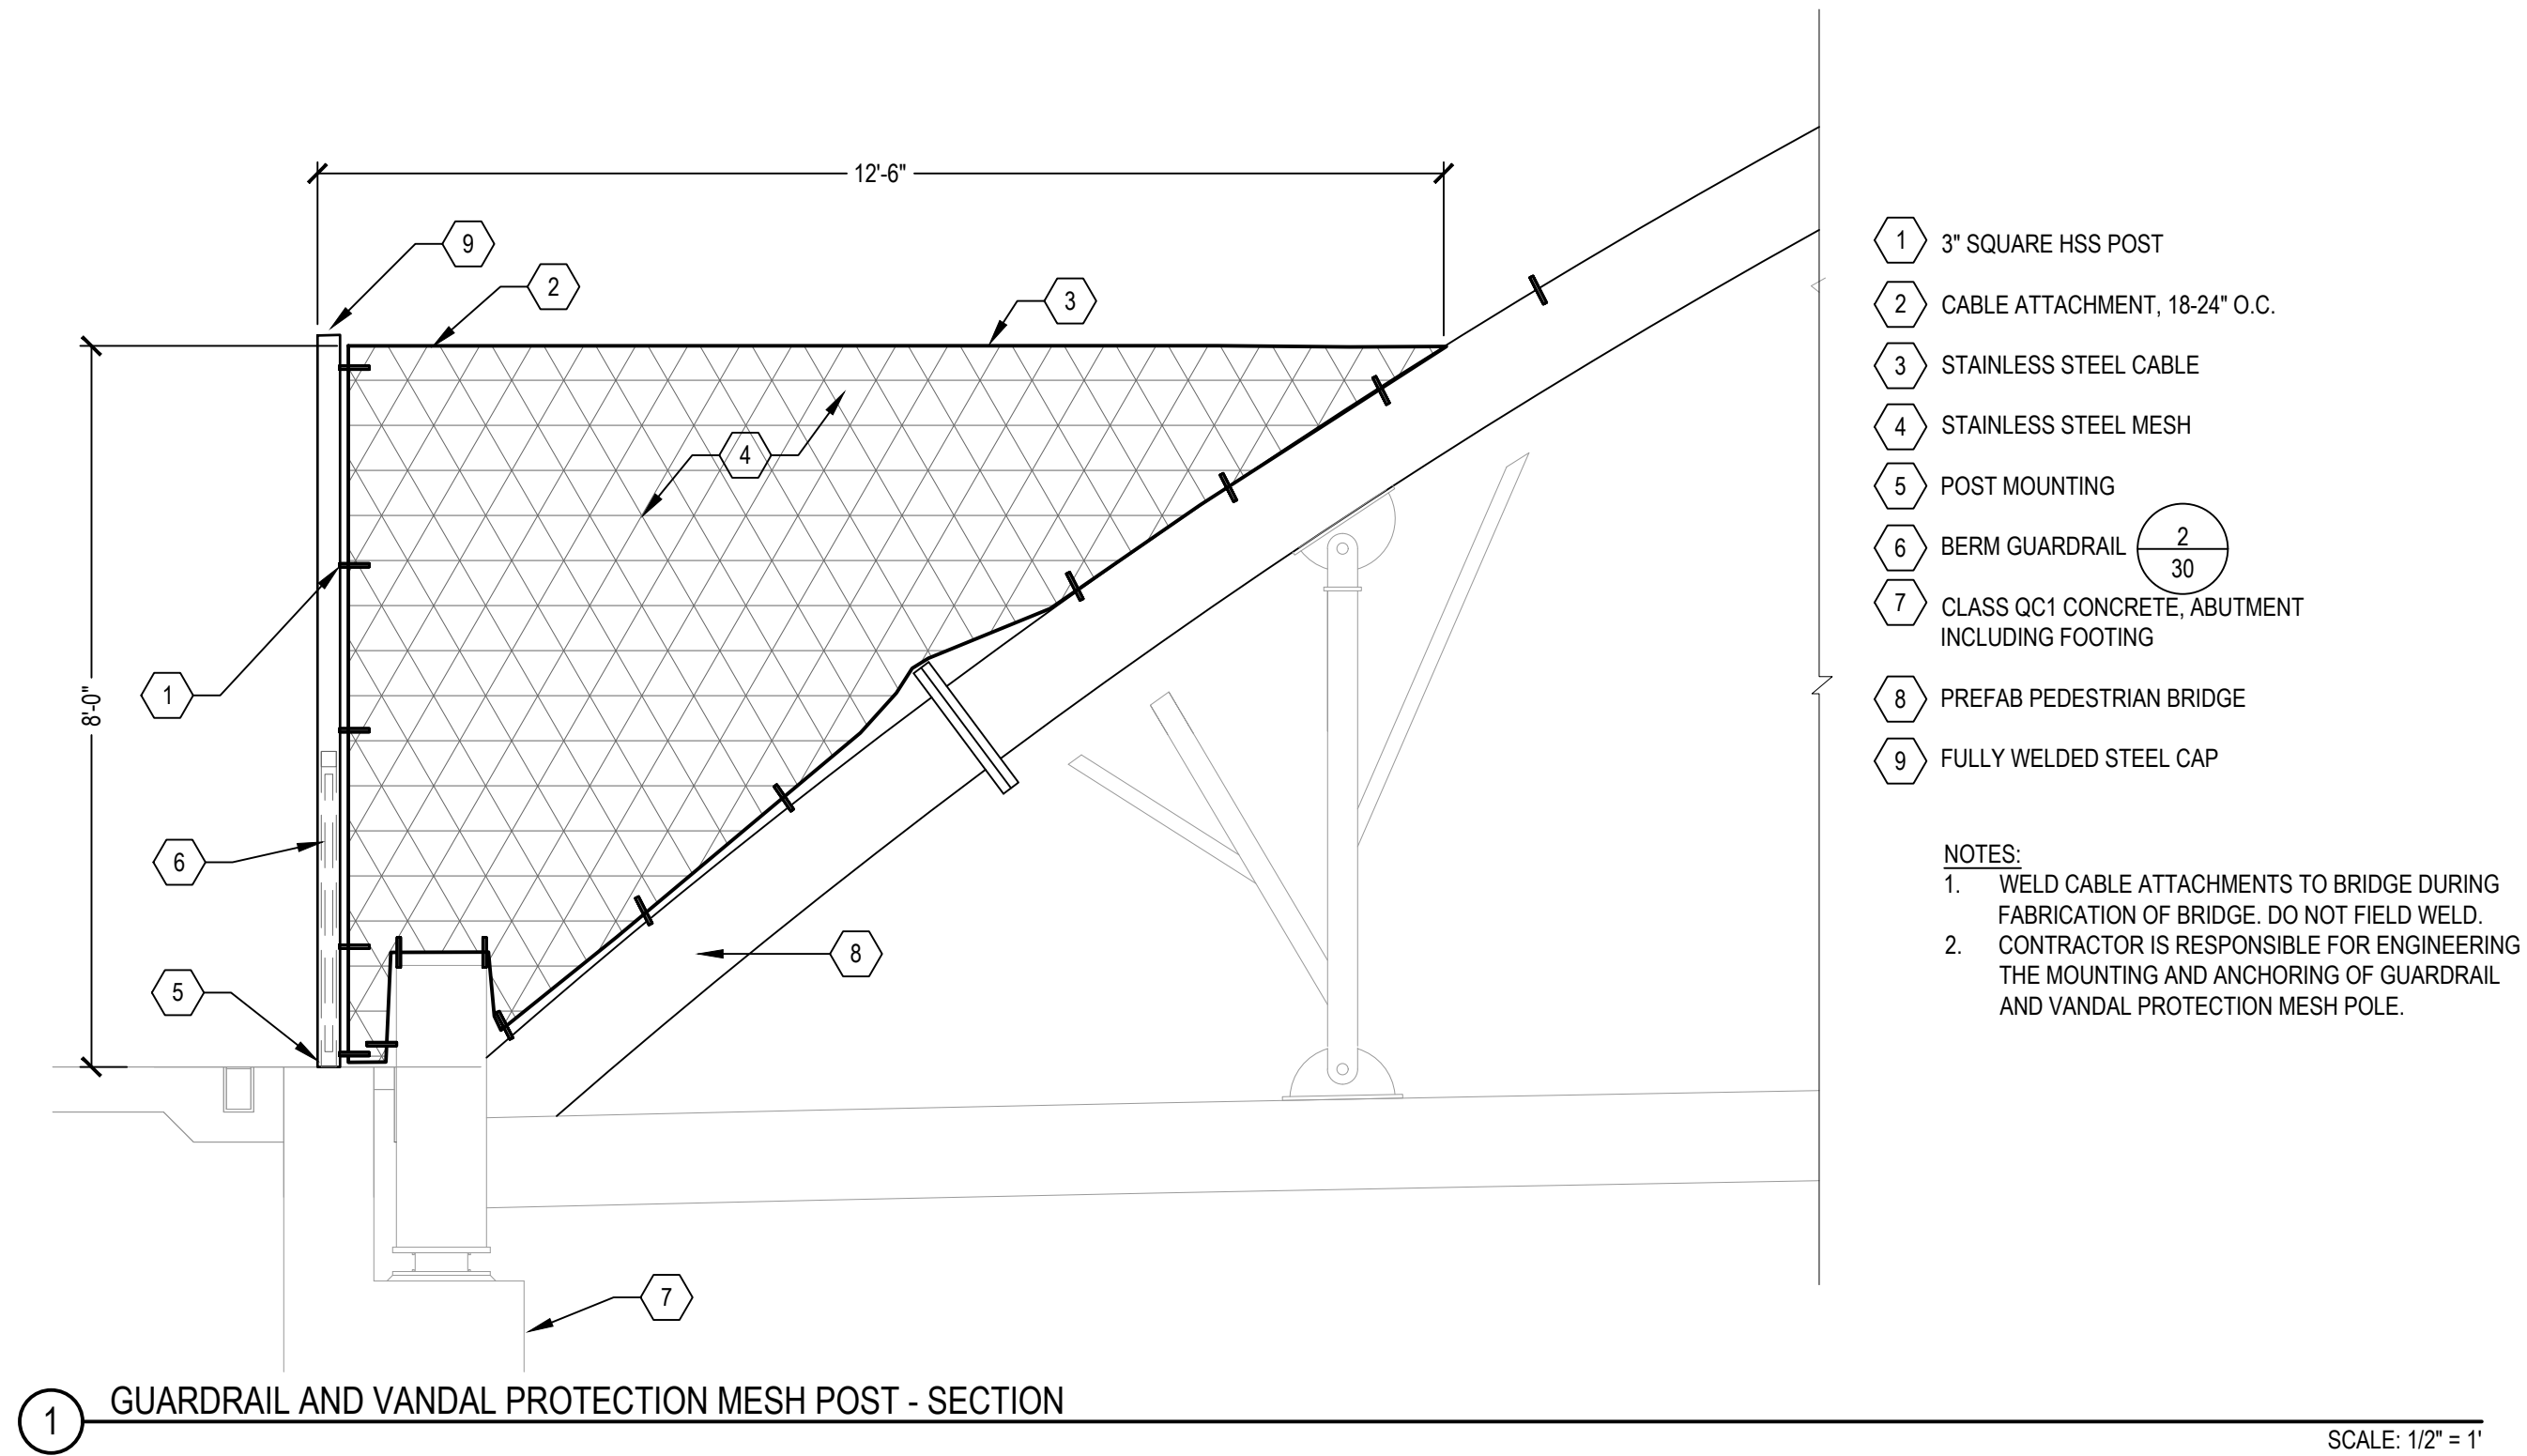 12'-6"
9
2
3
4
8'-0"
1
6
5
8
7
1 3" SQUARE HSS POST
2 CABLE ATTACHMENT, 18-24" O.C.
3 STAINLESS STEEL CABLE
4 STAINLESS STEEL MESH
5 POST MOUNTING
6 BERM GUARDRAIL
2
30
7 CLASS QC1 CONCRETE, ABUTMENT
INCLUDING FOOTING
8 PREFAB PEDESTRIAN BRIDGE
9 FULLY WELDED STEEL CAP
NOTES:
1. WELD CABLE ATTACHMENTS TO BRIDGE DURING
FABRICATION OF BRIDGE. DO NOT FIELD WELD.
2. CONTRACTOR IS RESPONSIBLE FOR ENGINEERING
THE MOUNTING AND ANCHORING OF GUARDRAIL
AND VANDAL PROTECTION MESH POLE.
1 GUARDRAIL AND VANDAL PROTECTION MESH POST - SECTION
SCALE: 1/2" = 1'